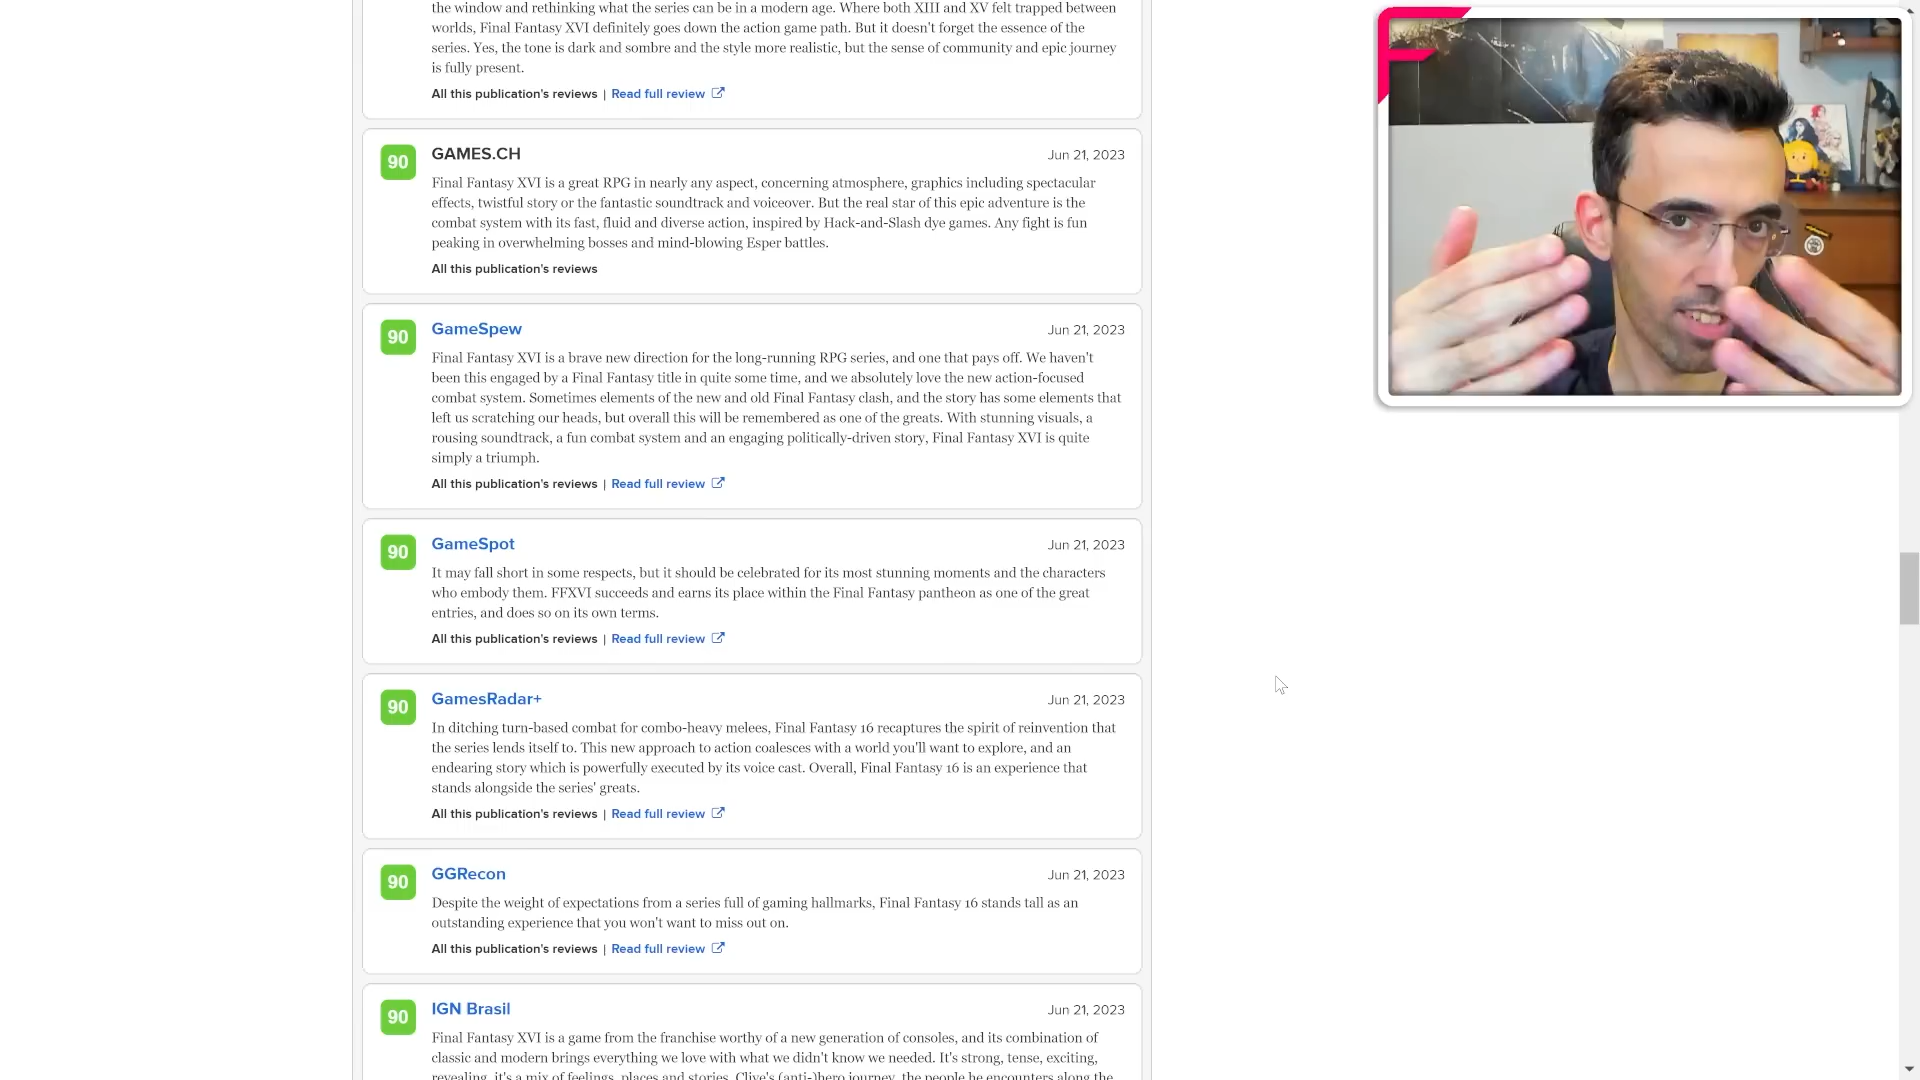 the window and rethinking what the series can be in a modern age. Where both XIII and XV felt trapped between
worlds, Final Fantasy XVI definitely goes down the action game path. But it doesn't forget the essence of the
series. Yes, the tone is dark and sombre and the style more realistic, but the sense of community and epic journey
is fully present.
All this publication's reviews | Read full review
90
GAMES.CH
Jun 21, 2023
Final Fantasy XVI is a great RPG in nearly any aspect, concerning atmosphere, graphics including spectacular
effects, twistful story or the fantastic soundtrack and voiceover. But the real star of this epic adventure is the
combat system with its fast, fluid and diverse action, inspired by Hack-and-Slash dye games. Any fight is fun
peaking in overwhelming bosses and mind-blowing Esper battles.
All this publication's reviews
90
GameSpew
Jun 21, 2023
Final Fantasy XVI is a brave new direction for the long-running RPG series, and one that pays off. We haven't
been this engaged by a Final Fantasy title in quite some time, and we absolutely love the new action-focused
combat system. Sometimes elements of the new and old Final Fantasy clash, and the story has some elements that
left us scratching our heads, but overall this will be remembered as one of the greats. With stunning visuals, a
rousing soundtrack, a fun combat system and an engaging politically-driven story, Final Fantasy XVI is quite
simply a triumph.
All this publication's reviews | Read full review
90
GameSpot
Jun 21, 2023
It may fall short in some respects, but it should be celebrated for its most stunning moments and the characters
who embody them. FFXVI succeeds and earns its place within the Final Fantasy pantheon as one of the great
entries, and does so on its own terms.
All this publication's reviews | Read full review
90
GamesRadar+
Jun 21, 2023
In ditching turn-based combat for combo-heavy melees, Final Fantasy 16 recaptures the spirit of reinvention that
the series lends itself to. This new approach to action coalesces with a world you'll want to explore, and an
endearing story which is powerfully executed by its voice cast. Overall, Final Fantasy 16 is an experience that
stands alongside the series' greats.
All this publication's reviews | Read full review
90
GGRecon
Jun 21, 2023
Despite the weight of expectations from a series full of gaming hallmarks, Final Fantasy 16 stands tall as an
outstanding experience that you won't want to miss out on.
All this publication's reviews | Read full review
90
IGN Brasil
Jun 21, 2023
Final Fantasy XVI is a game from the franchise worthy of a new generation of consoles, and its combination of
classic and modern brings everything we love with what we didn't know we needed. It's strong, tense, exciting,
revealing, it's a mix of feelings, places and stories. Clive's (anti-)hero journey, the people he encounters along the